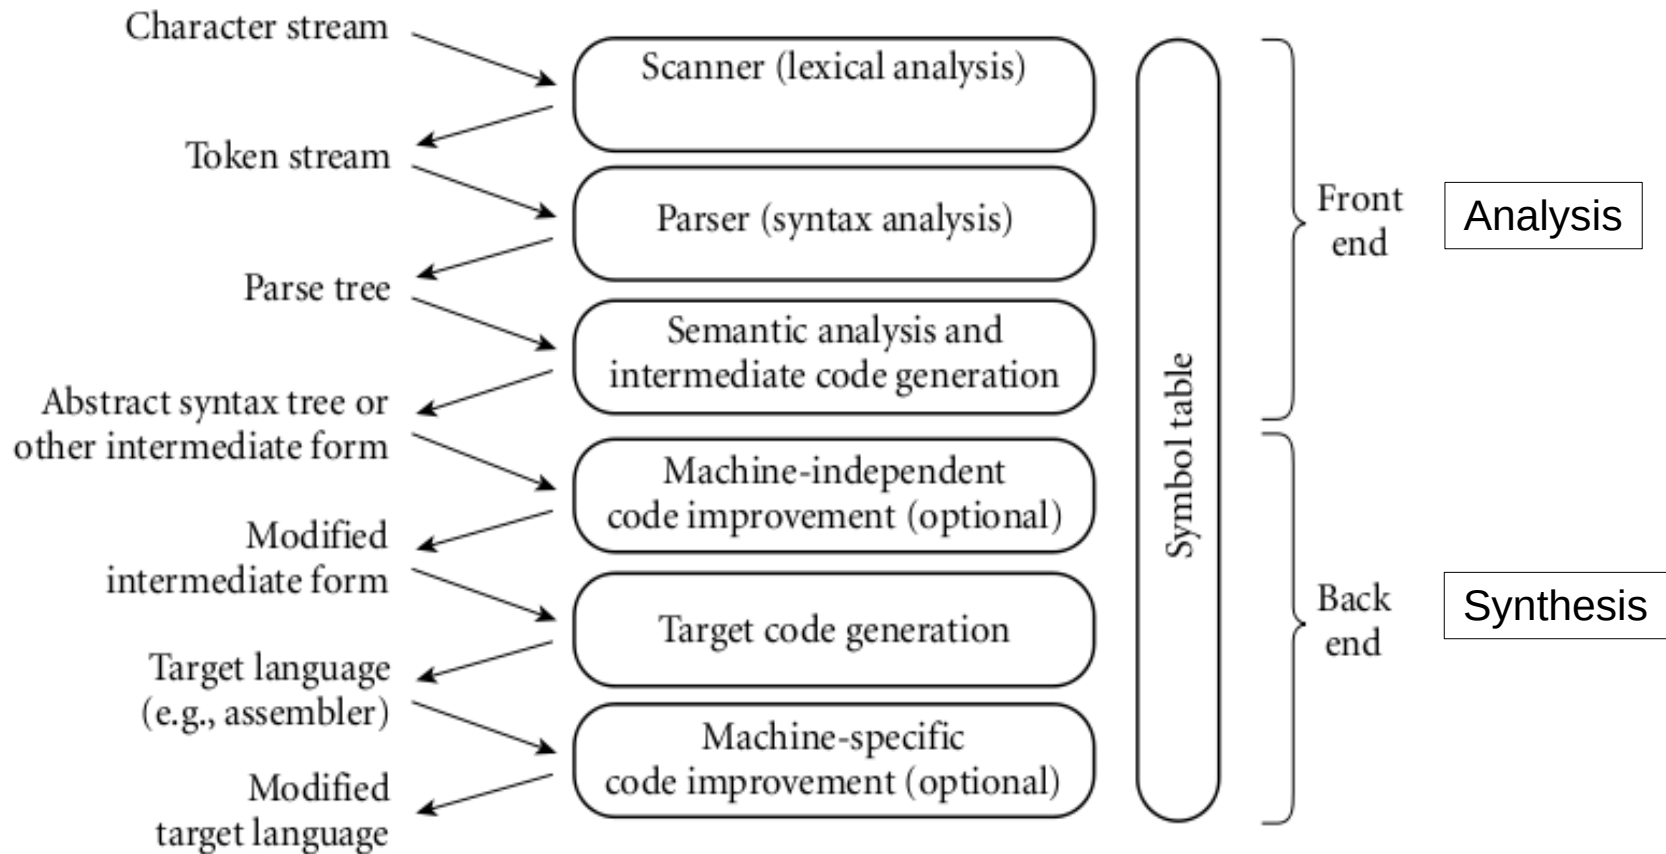 Character stream
Scanner (lexical analysis)
Token stream
Parser (syntax analysis)
Parse tree
Semantic analysis and
intermediate code generation
Abstract syntax tree or
other intermediate form
Machine-independent
code improvement (optional)
Modified
intermediate form
Target code generation
Target language
(e.g., assembler)
Machine-specific
code improvement (optional)
Modified
target language
Symbol table
Front
end
Analysis
Back
end
Synthesis